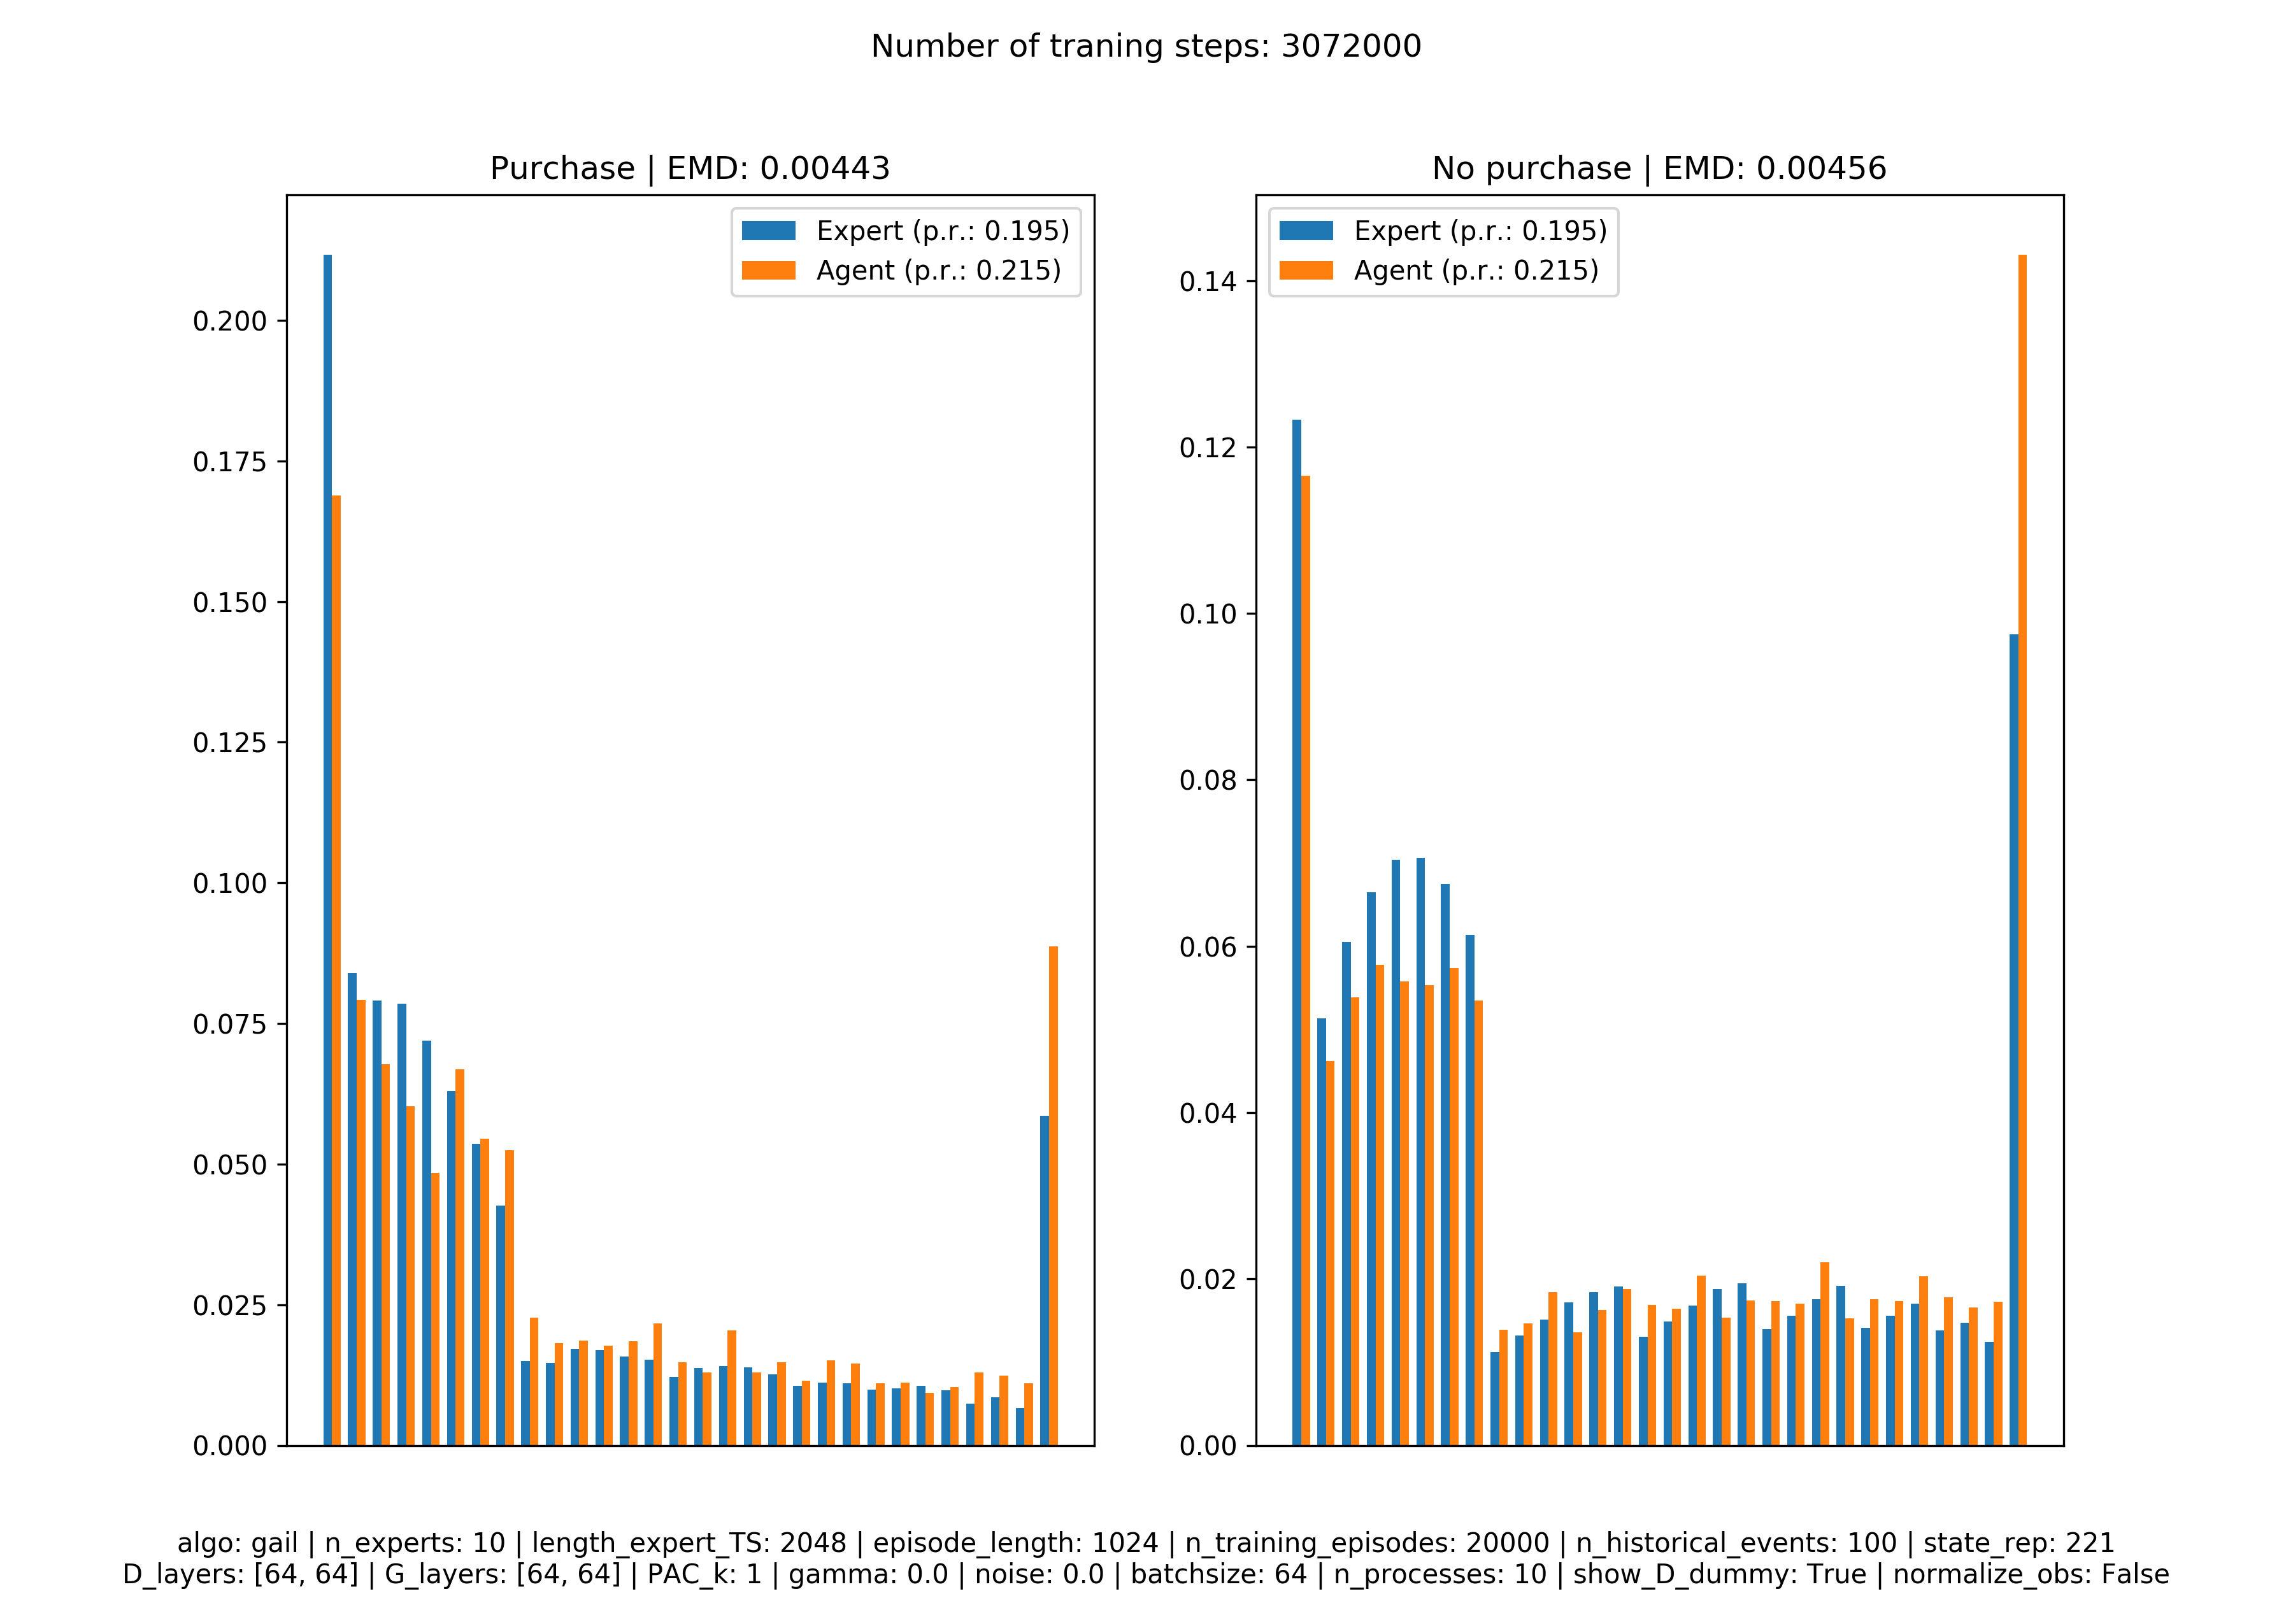 Number of traning steps: 3072000
Purchase | EMD: 0.00443
Expert (p.r.: 0.195)
Agent (p.r.: 0.215)
0.200
0.175
0.150
0.125
0.100
0.075
0.050
0.025
0.000
No purchase | EMD: 0.00456
Expert (p.r.: 0.195)
Agent (p.r.: 0.215)
0.14
0.12
0.10
0.08
0.06
0.04
0.02
0.00
algo: gail | n_experts: 10 | length_expert_TS: 2048 | episode_length: 1024 | n_training_episodes: 20000 | n_historical_events: 100 | state_rep: 221
D_layers: [64, 64] | G_layers: [64, 64] | PAC_k: 1 | gamma: 0.0 | noise: 0.0 | batchsize: 64 | n_processes: 10 | show_D_dummy: True | normalize_obs: False